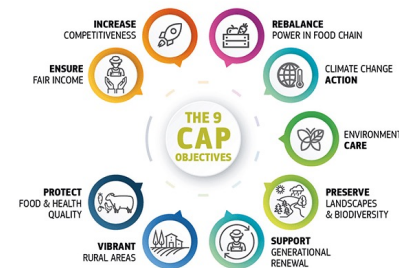 INCREASE
COMPETITIVENESS
REBALANCE
POWER IN FOOD CHAIN
ENSURE
FAIR INCOME
CLIMATE CHANGE
ACTION
THE 9
CAP
OBJECTIVES
ENVIRONMENT
CARE
PROTECT
FOOD & HEALTH
QUALITY
PRESERVE
LANDSCAPES
& BIODIVERSITY
VIBRANT
RURAL AREAS
SUPPORT
GENERATIONAL
RENEWAL